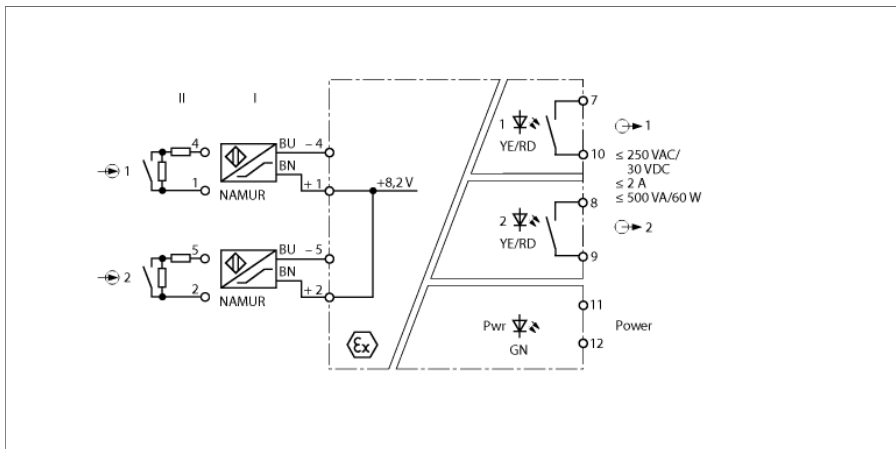 II I
1 4 BU – 4
BN
1 NAMUR + 1 +8,2 V
2 5 BU – 5
BN
2 NAMUR + 2
Ex
1 7
YE/RD 10
1
≤ 250 VAC/
30 VDC
≤ 2 A
≤ 500 VA/60 W
2 8
YE/RD 9
2
Pwr 11
GN 12
Power